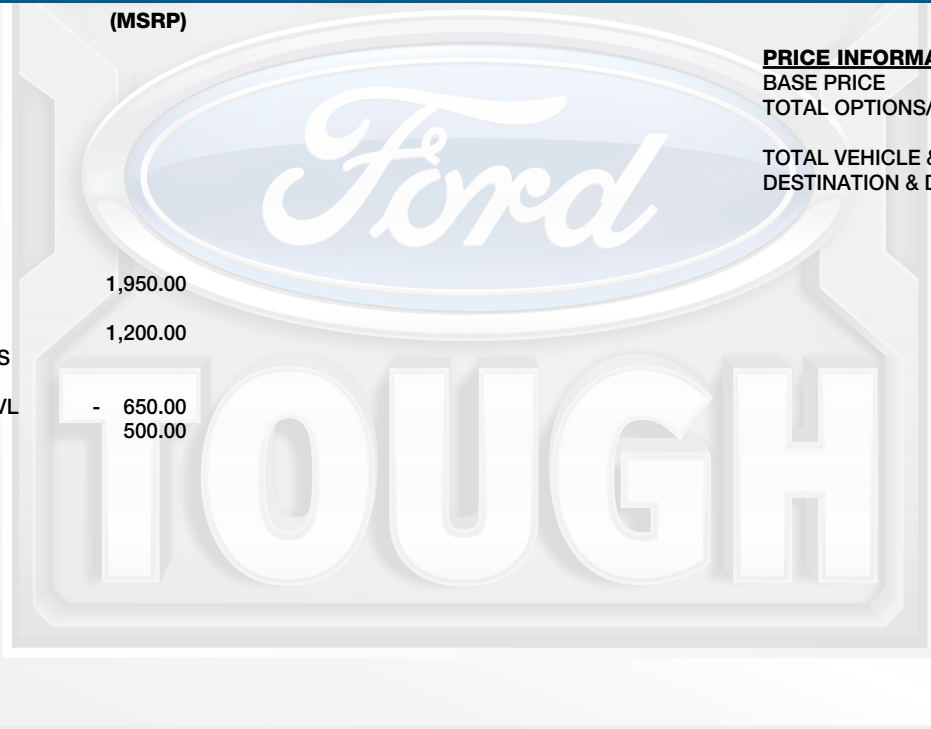 (MSRP)
PRICE INFORMA
BASE PRICE
TOTAL OPTIONS/
TOTAL VEHICLE &
DESTINATION & D
1,950.00
1,200.00
S
VL - 650.00
500.00
Ford
TOUGH